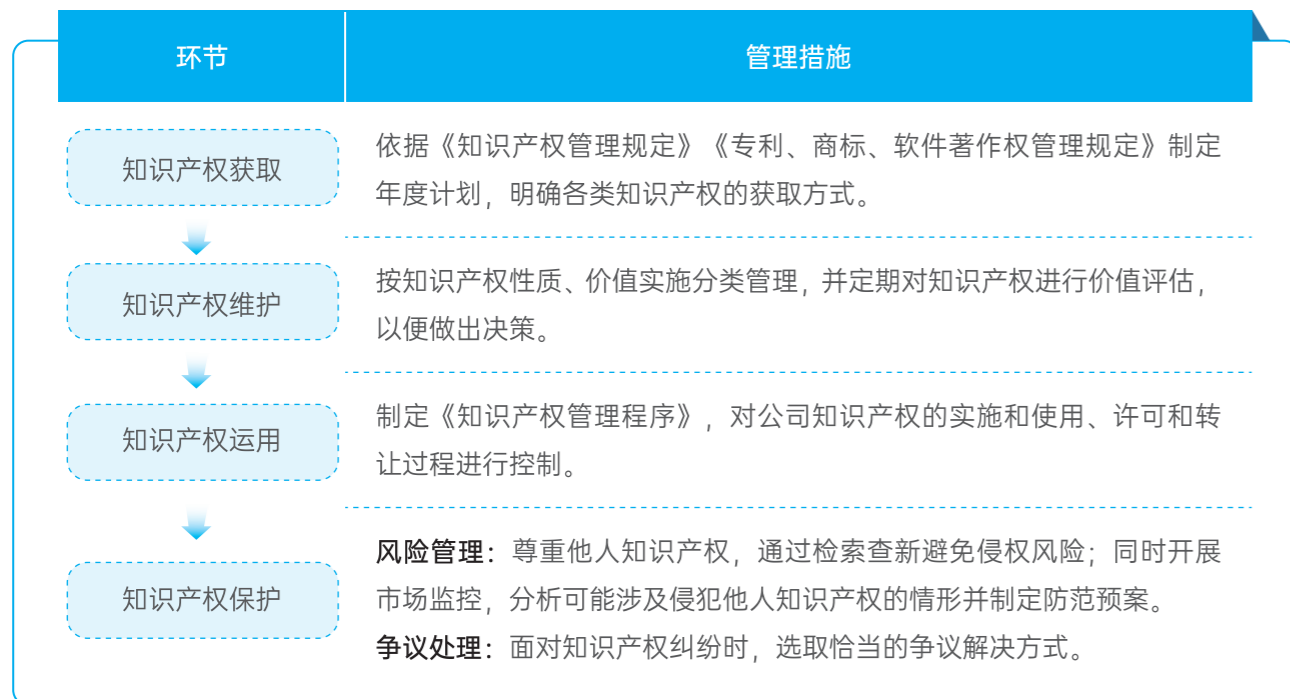 环节
管理措施
知识产权获取
依据《知识产权管理规定》《专利、商标、软件著作权管理规定》制定
年度计划，明确各类知识产权的获取方式。
知识产权维护
按知识产权性质、价值实施分类管理，并定期对知识产权进行价值评估，
以便做出决策。
知识产权运用
制定《知识产权管理程序》，对公司知识产权的实施和使用、许可和转
让过程进行控制。
知识产权保护
风险管理：尊重他人知识产权，通过检索查新避免侵权风险；同时开展
市场监控，分析可能涉及侵犯他人知识产权的情形并制定防范预案。
争议处理：面对知识产权纠纷时，选取恰当的争议解决方式。